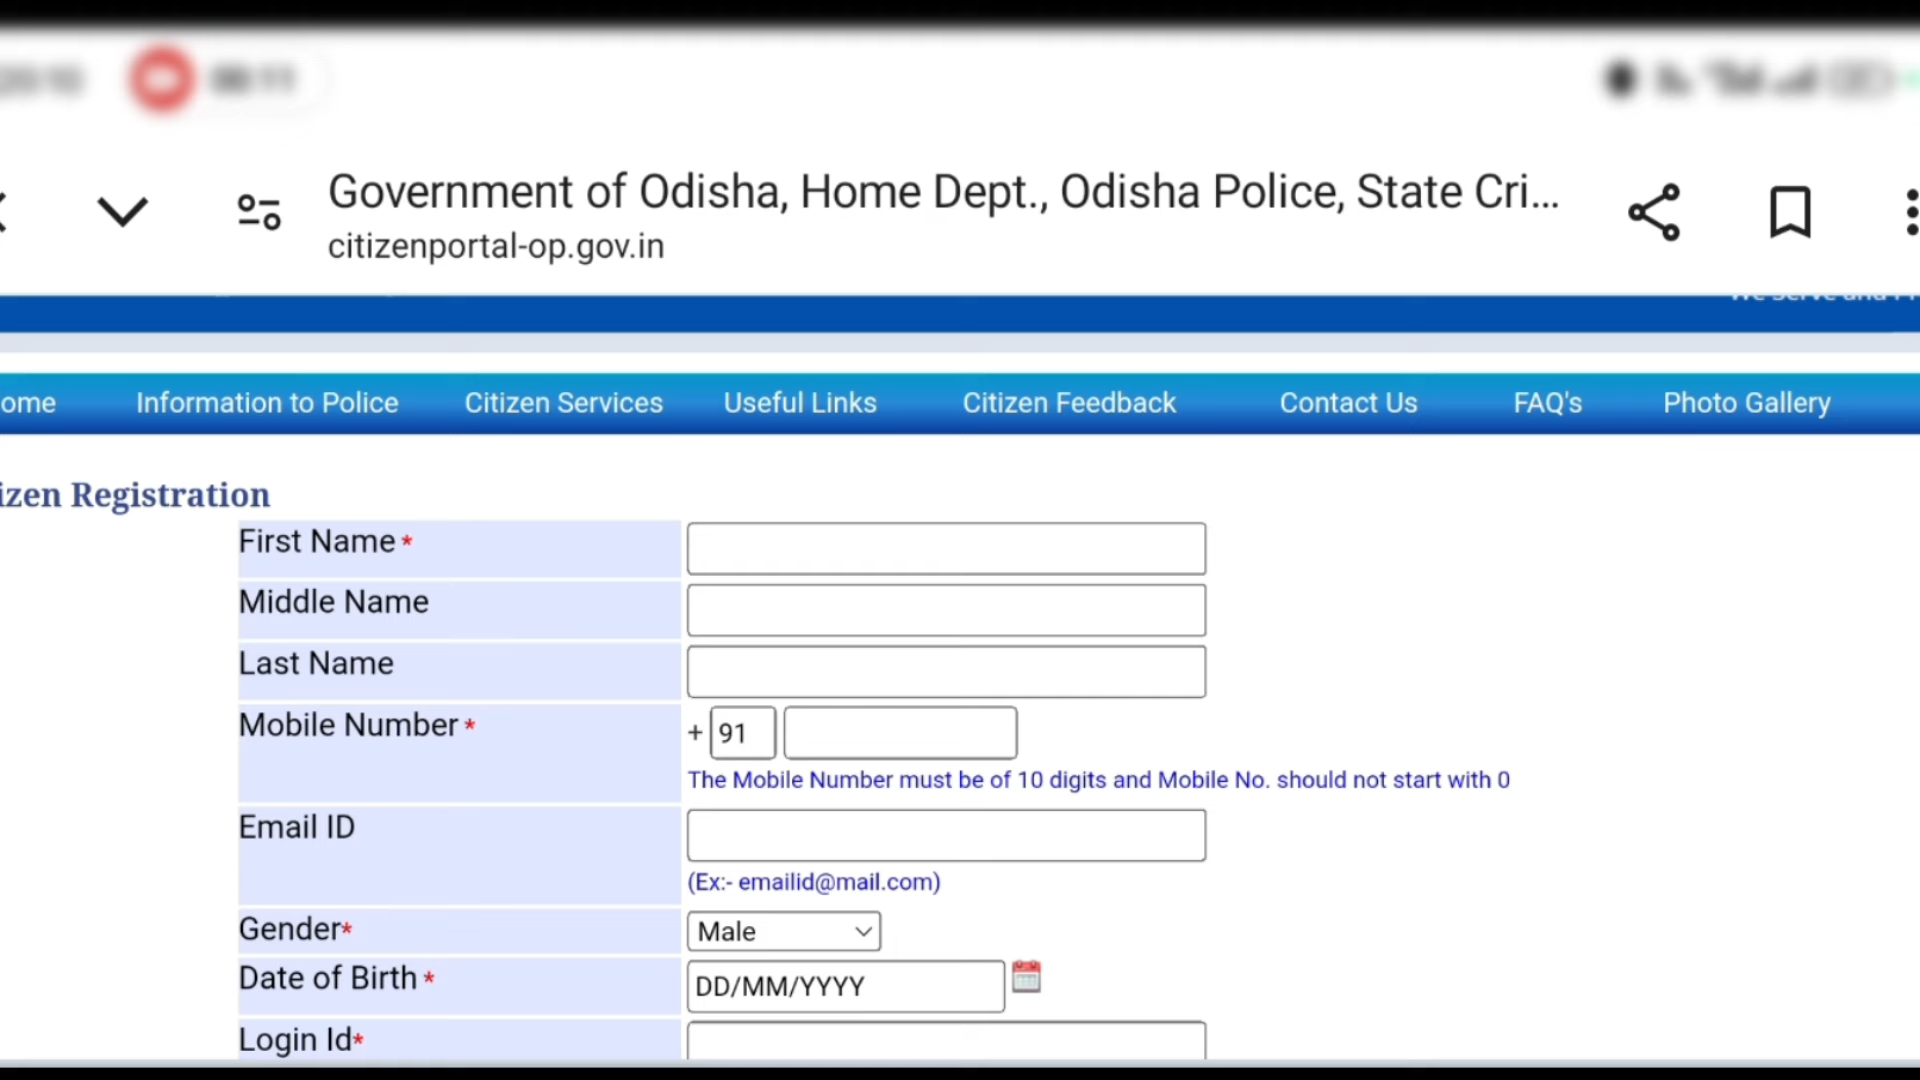 Government of Odisha, Home Dept., Odisha Police, State Cri...
citizenportal-op.gov.in
ome Information to Police Citizen Services Useful Links Citizen Feedback Contact Us FAQ's Photo Gallery
izen Registration
First Name *
Middle Name
Last Name
Mobile Number * + 91
The Mobile Number must be of 10 digits and Mobile No. should not start with 0
Email ID
(Ex:- emailid@mail.com)
Gender* Male
Date of Birth * DD/MM/YYYY
Login Id*